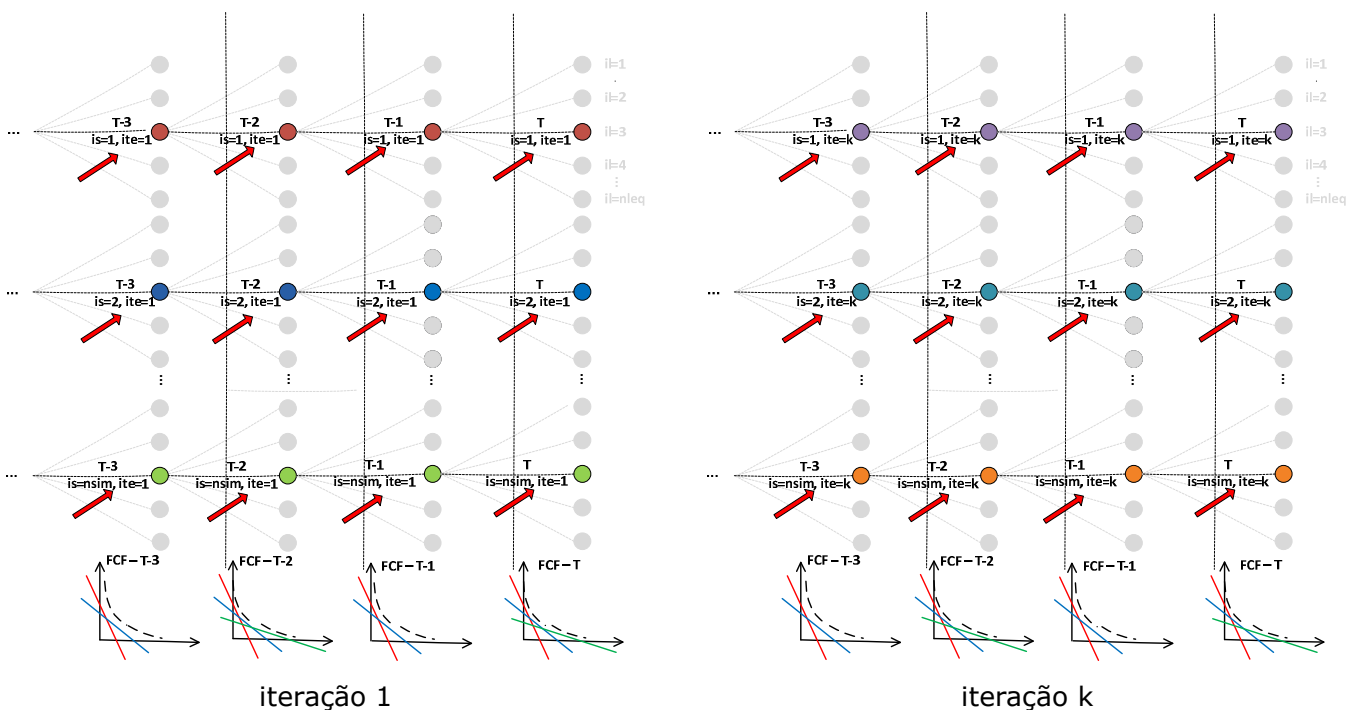 il=1
.
il=2
... T-3 T-2 T-1 T il=3
is=1, ite=1 is=1, ite=1 is=1, ite=1 is=1, ite=1
il=4
...
il=nleq
... T-3 T-2 T-1 T
is=2, ite=1 is=2, ite=1 is=2, ite=1 is=2, ite=1
... ... ... ...
... T-3 T-2 T-1 T
is=nsim, ite=1 is=nsim, ite=1 is=nsim, ite=1 is=nsim, ite=1
FCF–T-3 FCF–T-2 FCF–T-1 FCF–T
iteração 1
il=1
.
il=2
... T-3 T-2 T-1 T il=3
is=1, ite=k is=1, ite=k is=1, ite=k is=1, ite=k
il=4
...
il=nleq
... T-3 T-2 T-1 T
is=2, ite=k is=2, ite=k is=2, ite=k is=2, ite=k
... ... ... ...
... T-3 T-2 T-1 T
is=nsim, ite=k is=nsim, ite=k is=nsim, ite=k is=nsim, ite=k
FCF–T-3 FCF–T-2 FCF–T-1 FCF–T
iteração k